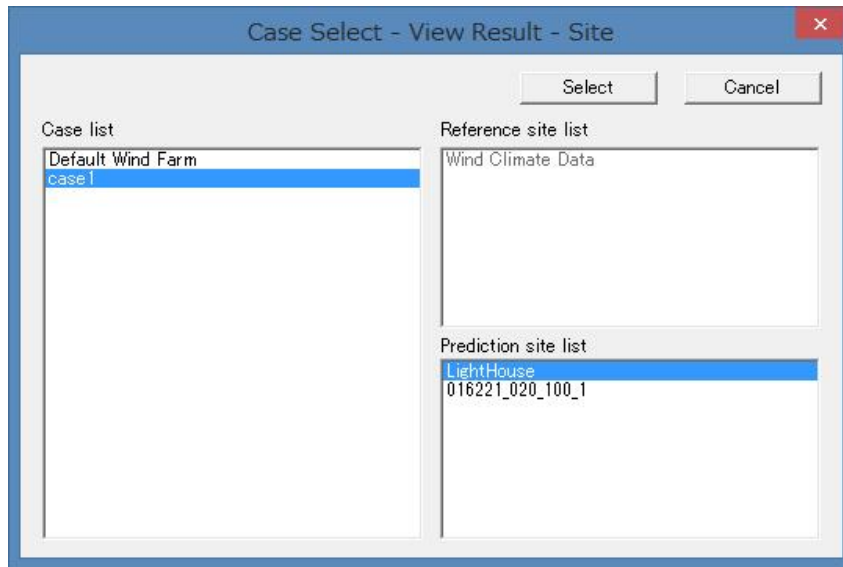 Case Select - View Result - Site
Select
Cancel
Case list
Default Wind Farm
case1
Reference site list
Wind Climate Data
Prediction site list
LightHouse
016221_020_100_1